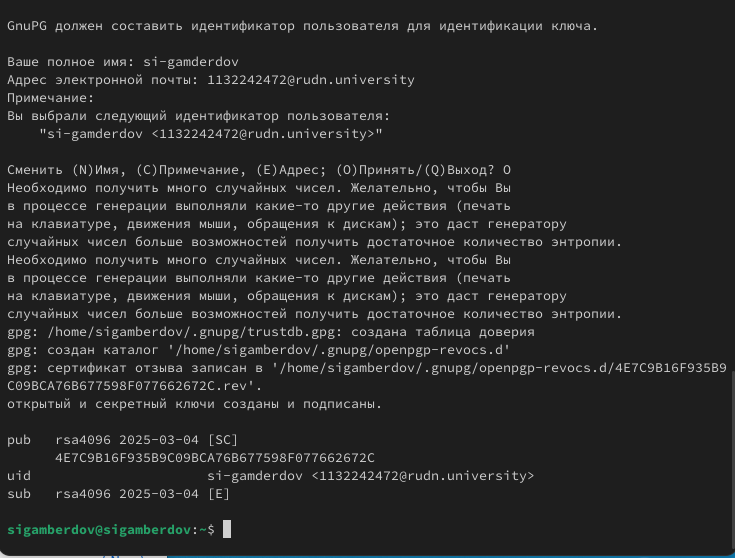 GnuPG должен составить идентификатор пользователя для идентификации ключа.
Ваше полное имя: si-gamderdov
Адрес электронной почты: 1132242472@rudn.university
Примечание:
Вы выбрали следующий идентификатор пользователя:
"si-gamderdov <1132242472@rudn.university>"
Сменить (N)Имя, (C)Примечание, (E)Адрес; (O)Принять/(Q)Выход? O
Необходимо получить много случайных чисел. Желательно, чтобы Вы
в процессе генерации выполняли какие-то другие действия (печать
на клавиатуре, движения мыши, обращения к дискам); это даст генератору
случайных чисел больше возможностей получить достаточное количество энтропии.
Необходимо получить много случайных чисел. Желательно, чтобы Вы
в процессе генерации выполняли какие-то другие действия (печать
на клавиатуре, движения мыши, обращения к дискам); это даст генератору
случайных чисел больше возможностей получить достаточное количество энтропии.
gpg: /home/sigamberdov/.gnupg/trustdb.gpg: создана таблица доверия
gpg: создан каталог '/home/sigamberdov/.gnupg/openpgp-revocs.d'
gpg: сертификат отзыва записан в '/home/sigamberdov/.gnupg/openpgp-revocs.d/4E7C9B16F935B9
C09BCA76B677598F077662672C.rev'.
открытый и секретный ключи созданы и подписаны.
pub rsa4096 2025-03-04 [SC]
4E7C9B16F935B9C09BCA76B677598F077662672C
uid si-gamderdov <1132242472@rudn.university>
sub rsa4096 2025-03-04 [E]
sigamberdov@sigamberdov:~$